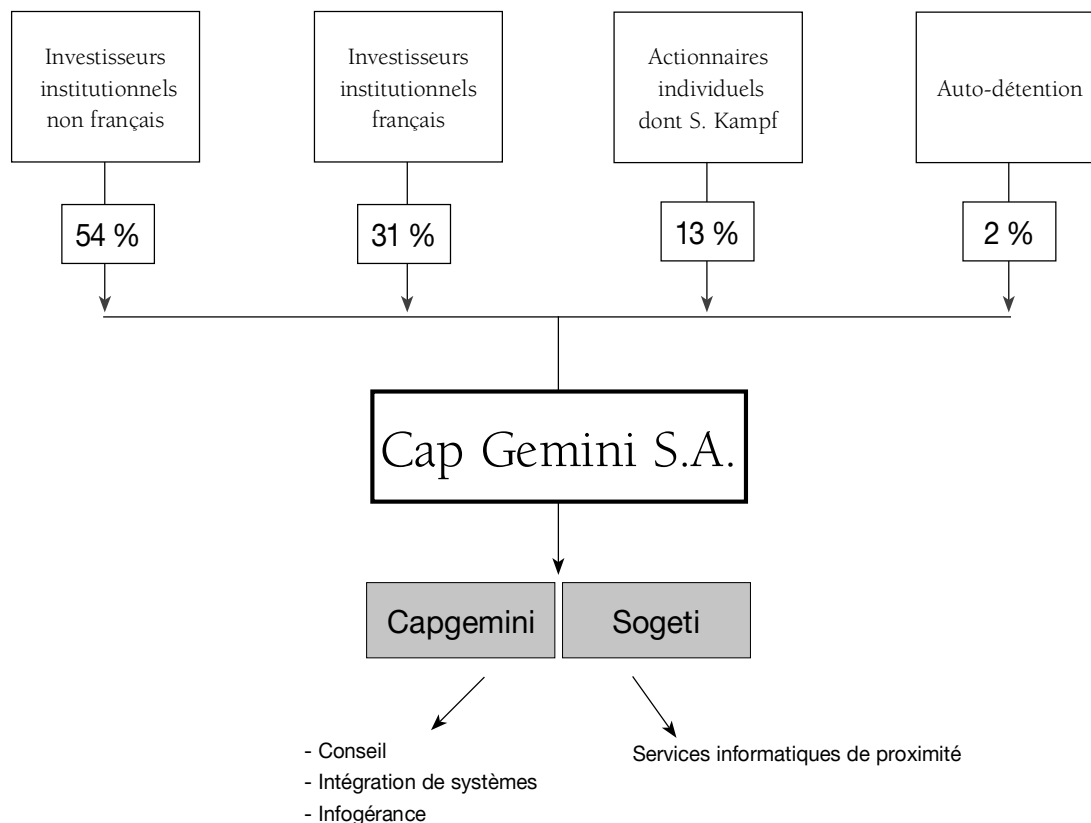 Investisseurs
institutionnels
non français
Investisseurs
institutionnels
français
Actionnaires
individuels
dont S. Kampf
Auto-détention
54 %
31 %
13 %
2 %
Cap Gemini S.A.
Capgemini
Sogeti
- Conseil
- Intégration de systèmes
- Infogérance
Services informatiques de proximité